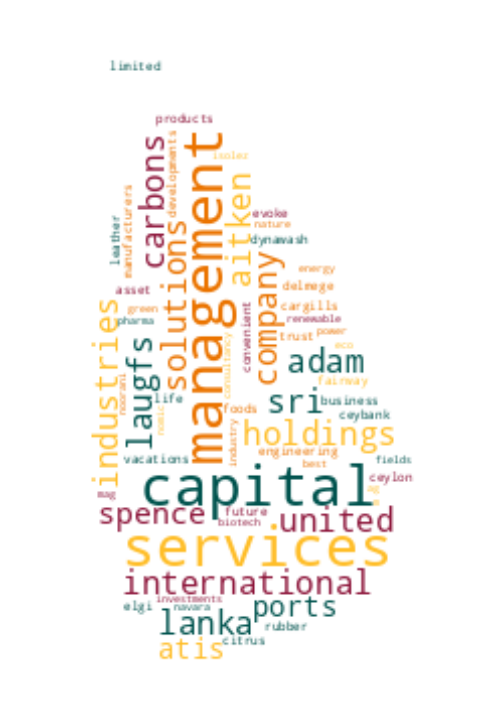 limited
products
management
carbons
developments
isolez
aitken
manufacturers
leather
evoke
nature
dynawash
solutions
company
energy
asset
delmege
industries
green
cargills
convenient
renewable
pharma
trust
power
laugfs
consultancy
eco
adam
noorani
fairway
life
sri
business
foods
ceybank
industry
holdings
vacations
engineering
best
fields
capital
ceylon
mag
spence
future
united
biotech
services
international
investments
elgi
navara
ports
lanka
rubber
citrus
atis